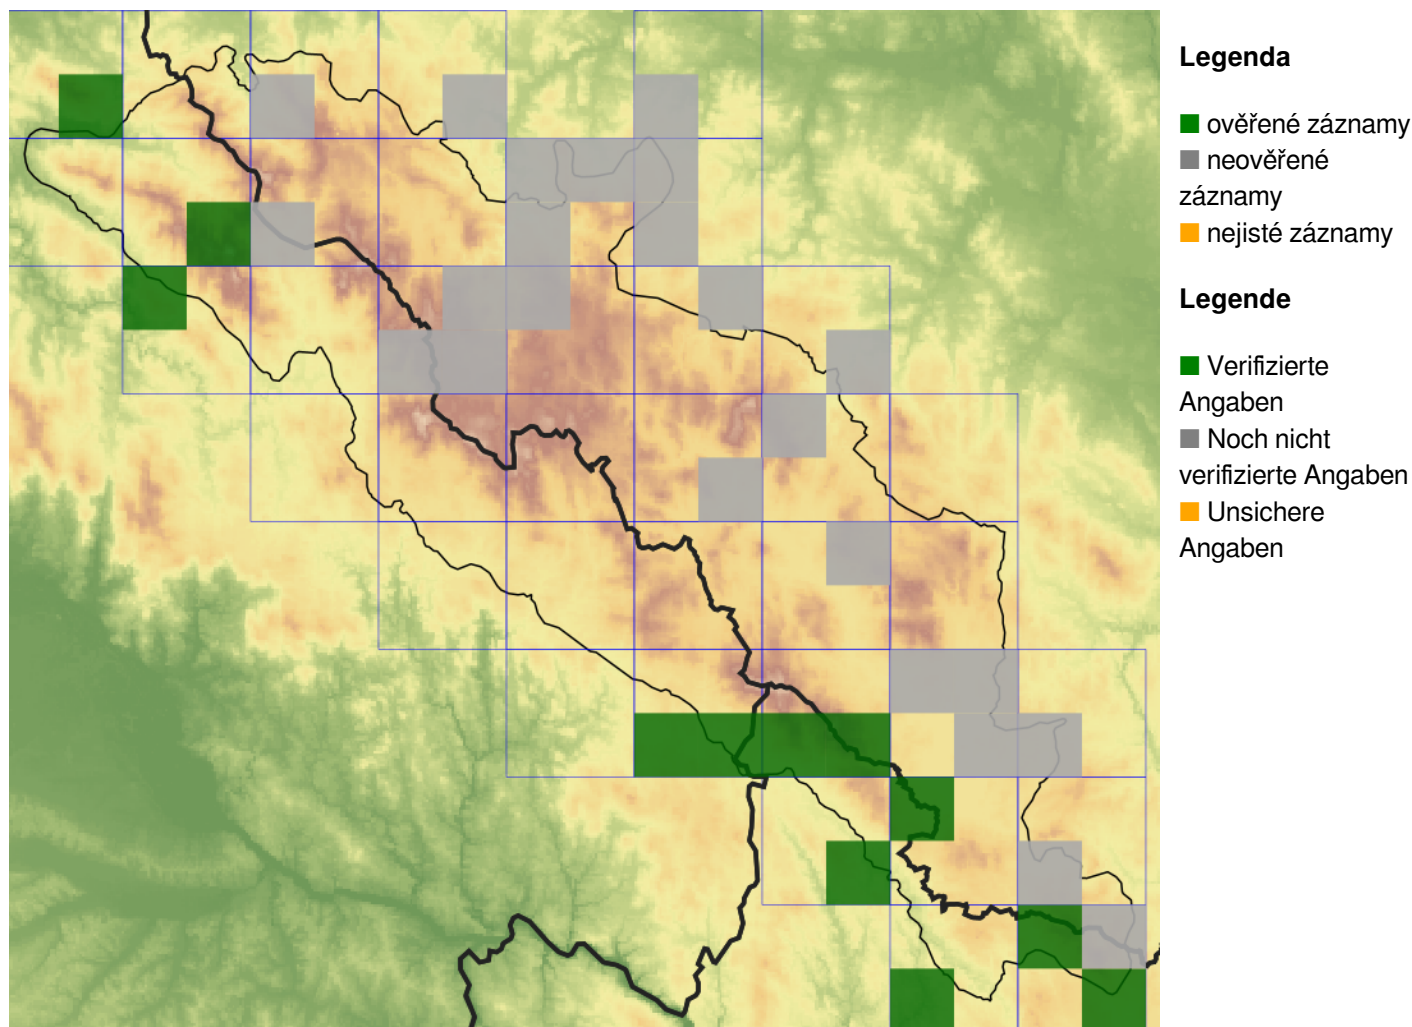 Legenda
ověřené záznamy
neověřené
záznamy
nejisté záznamy
Legende
Verifizierte
Angaben
Noch nicht
verifizierte Angaben
Unsichere
Angaben